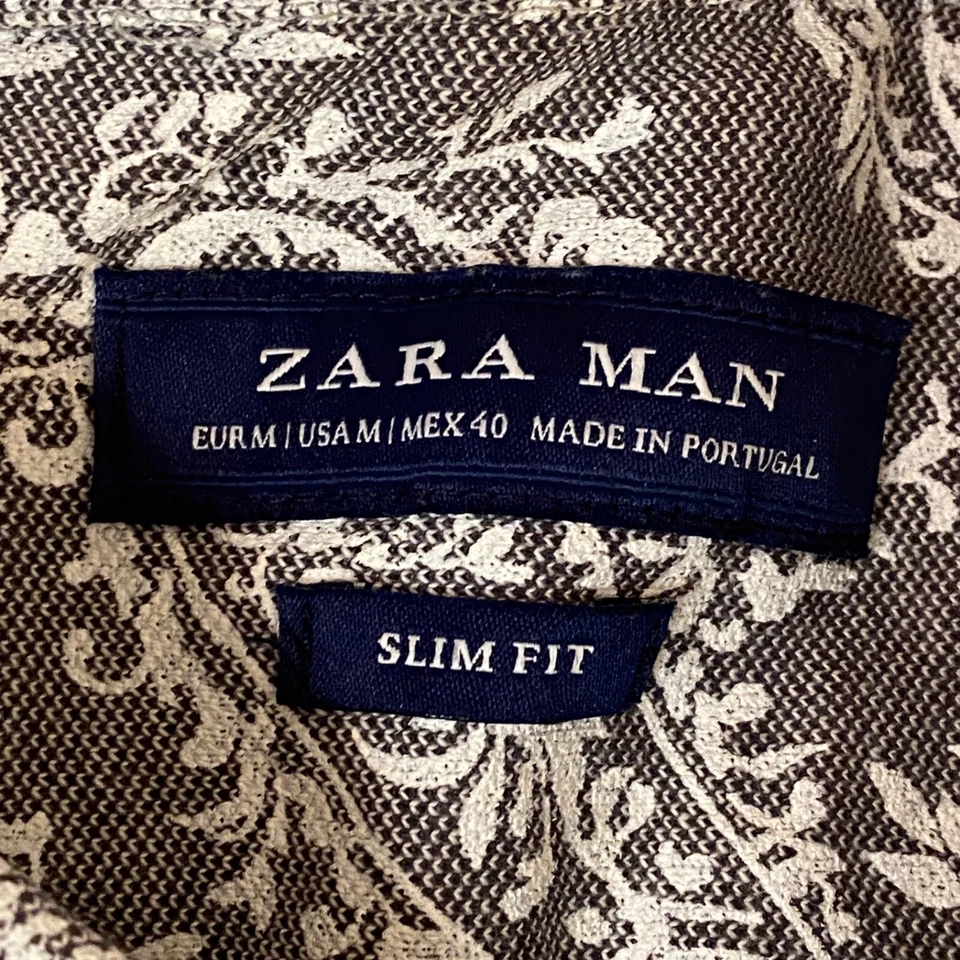 ZARA MAN
EUR M | USA M | MEX 40 MADE IN PORTUGAL
SLIM FIT